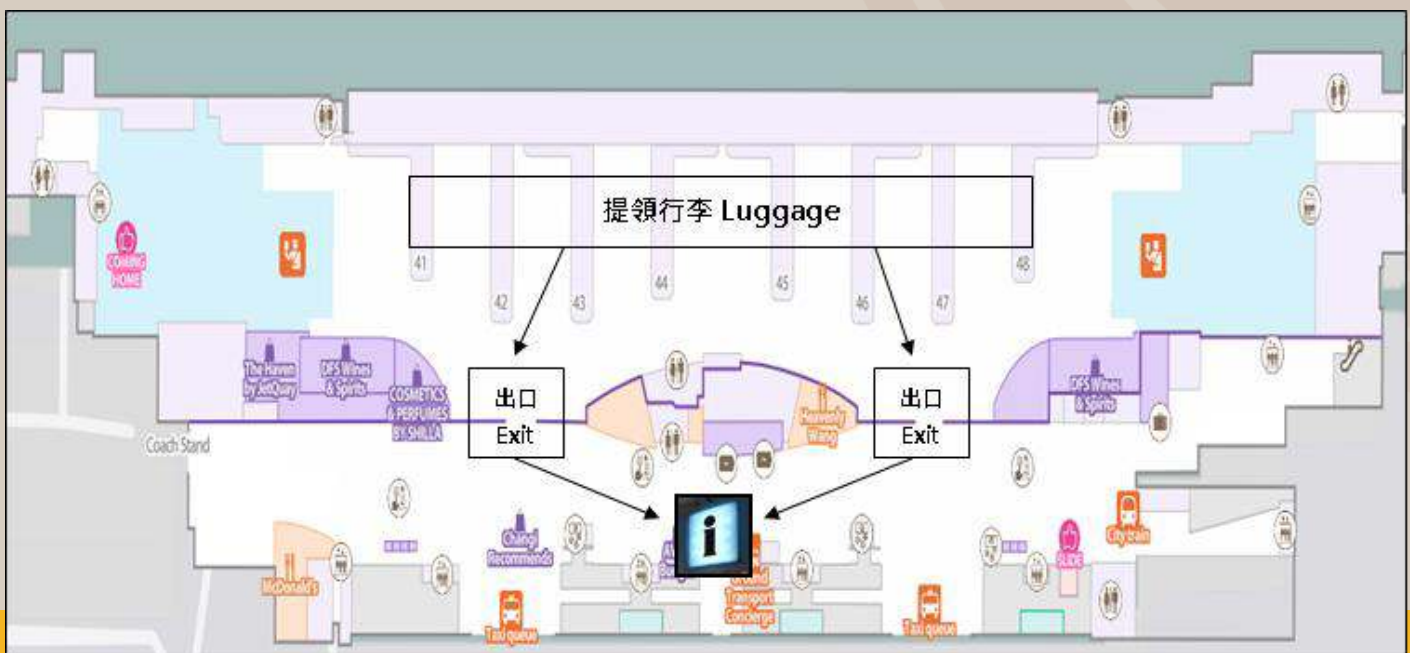 提領行李 Luggage
41
42
43
44
45
46
47
48
COMING
HOME
The Haven
by JetQuay
DFS Wines
& Spirits
COSMETICS
& PERFUMES
BY SHILLA
出口
Exit
Heavenly
Wang
出口
Exit
DFS Wines
& Spirits
Coach Stand
i
Changi
Recommends
City train
SLIDE
McDonald's
Ground
Transport
Concierge
Taxi queue
Taxi queue